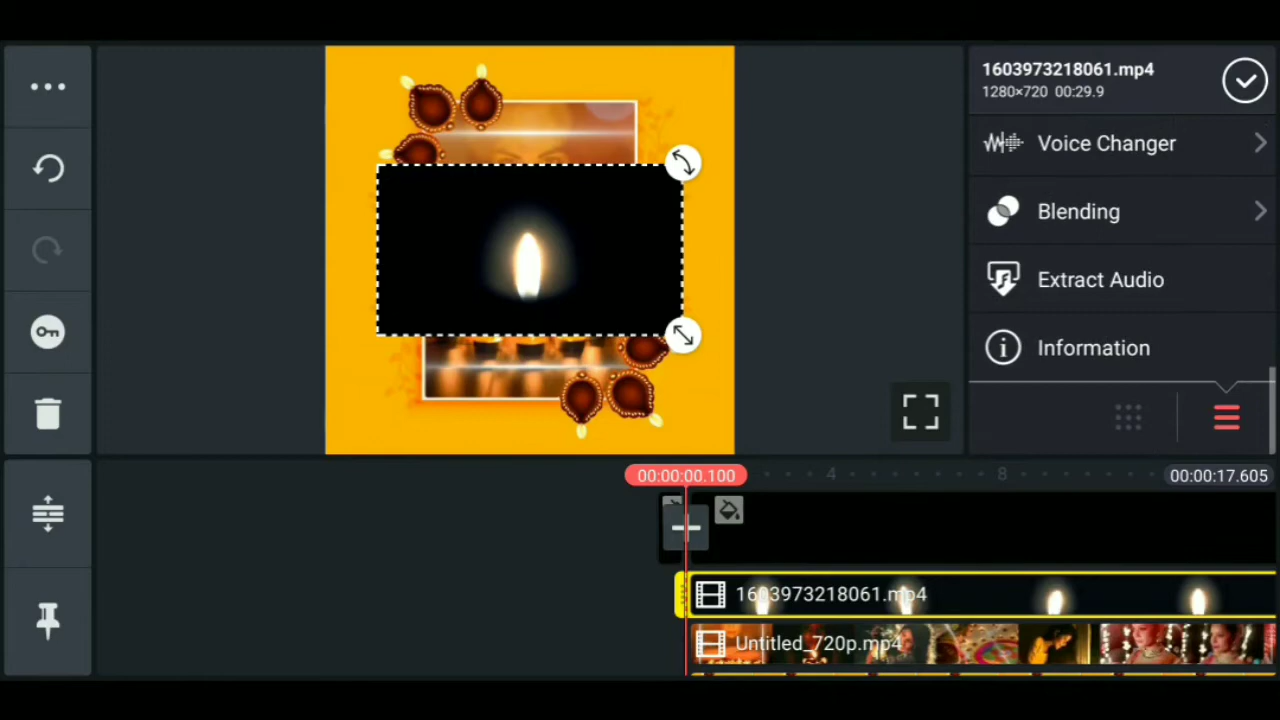 1603973218061.mp4
1280×720 00:29.9
Voice Changer
Blending
Extract Audio
Information
00:00:00.100
4
8
00:00:17.605
1603973218061.mp4
Untitled_720p.mp4